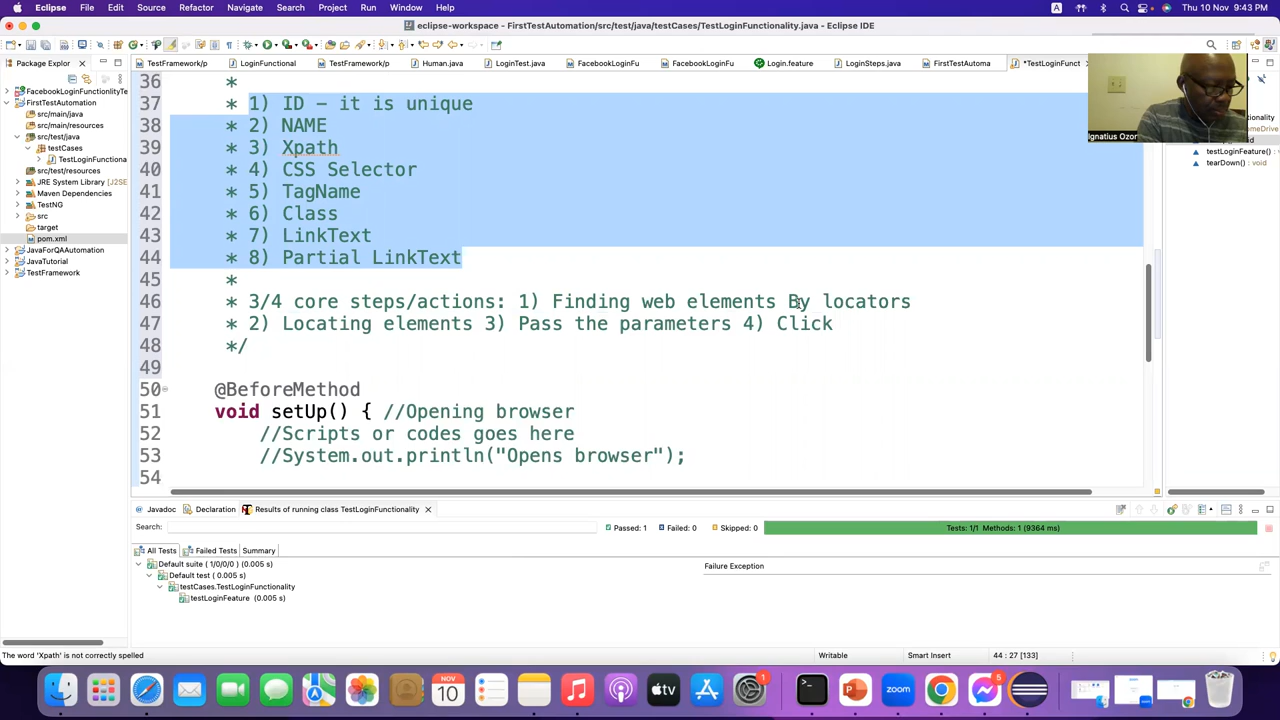 Eclipse File Edit Source Refactor Navigate Search Project Run Window Help Thu 10 Nov 9:43 PM
eclipse-workspace - FirstTestAutomation/src/test/java/testCases/TestLoginFunctionality.java - Eclipse IDE
Package Explor
TestFramework/p LoginFunctional TestFramework/p Human.java LoginTest.java FacebookLoginFu FacebookLoginFu Login.feature LoginSteps.java FirstTestAutoma *TestLoginFunct
FacebookLoginFunctionlityTe
FirstTestAutomation
src/main/java
src/main/resources
src/test/java
testCases
TestLoginFunctiona
src/test/resources
JRE System Library [J2SE
Maven Dependencies
TestNG
src
target
pom.xml
JavaForQAAutomation
JavaTutorial
TestFramework
36 *
37 * 1) ID – it is unique
38 * 2) NAME
39 * 3) Xpath
40 * 4) CSS Selector
41 * 5) TagName
42 * 6) Class
43 * 7) LinkText
44 * 8) Partial LinkText
45 *
46 * 3/4 core steps/actions: 1) Finding web elements By locators
47 * 2) Locating elements 3) Pass the parameters 4) Click
48 */
49
50 @BeforeMethod
51 void setUp() { //Opening browser
52 //Scripts or codes goes here
53 //System.out.println("Opens browser");
54
Ignatius Ozor
testLoginFeature() :
tearDown() : void
Javadoc Declaration Results of running class TestLoginFunctionality
Search: Passed: 1 Failed: 0 Skipped: 0 Tests: 1/1 Methods: 1 (9364 ms)
All Tests Failed Tests Summary
Failure Exception
Default suite ( 1/0/0/0 ) (0.005 s)
Default test ( 0.005 s)
testCases.TestLoginFunctionality
testLoginFeature (0.005 s)
The word 'Xpath' is not correctly spelled Writable Smart Insert 44 : 27 [133]
NOV
10
tv
1
zoom
6